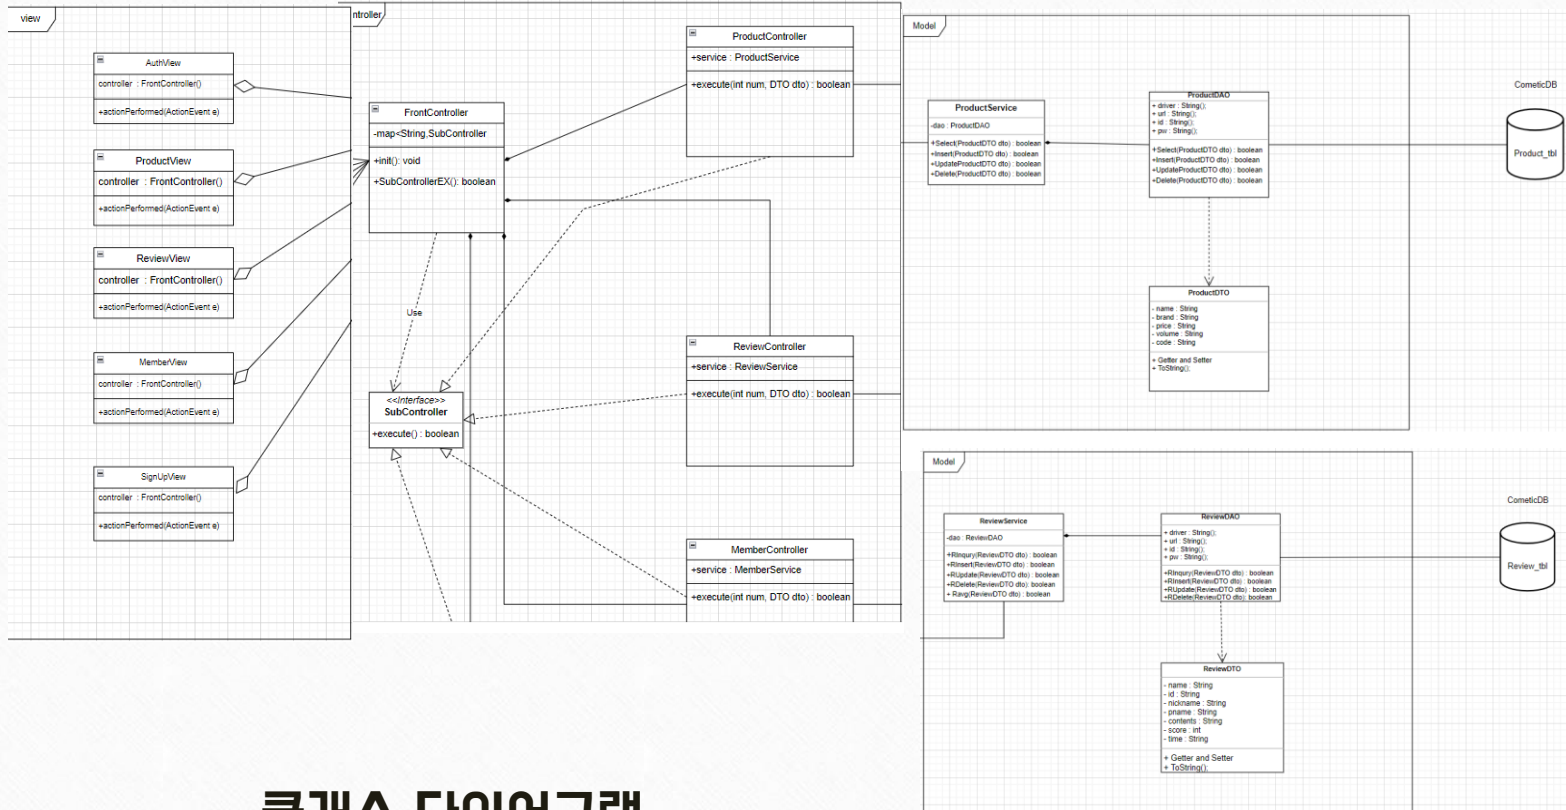 view
AuthView
controller : FrontController()
+actionPerformed(ActionEvent e)
ProductView
controller : FrontController()
+actionPerformed(ActionEvent e)
ReviewView
controller : FrontController()
+actionPerformed(ActionEvent e)
MemberView
controller : FrontController()
+actionPerformed(ActionEvent e)
SignUpView
controller : FrontController()
+actionPerformed(ActionEvent e)
ntroller
FrontController
-map<String,SubController
+init(): void
+SubControllerEX(): boolean
Use
<<Interface>>
SubController
+execute() : boolean
ProductController
+service : ProductService
+execute(int num, DTO dto) : boolean
ReviewController
+service : ReviewService
+execute(int num, DTO dto) : boolean
MemberController
+service : MemberService
+execute(int num, DTO dto) : boolean
Model
ProductService
-dao : ProductDAO
+Select(ProductDTO dto) : boolean
+Insert(ProductDTO dto) : boolean
+UpdateProductDTO dto) : boolean
+Delete(ProductDTO dto) : boolean
ProductDAO
+ driver : String();
+ url : String();
+ id : String();
+ pw : String();
+Select(ProductDTO dto) : boolean
+Insert(ProductDTO dto) : boolean
+UpdateProductDTO dto) : boolean
+Delete(ProductDTO dto) : boolean
CometicDB
Product_tbl
ProductDTO
- name : String
- brand : String
- price : String
- volume : String
- code : String
+ Getter and Setter
+ ToString();
Model
ReviewService
-dao : ReviewDAO
+RInqury(ReviewDTO dto) : boolean
+RInsert(ReviewDTO dto) : boolean
+RUpdate(ReviewDTO dto) : boolean
+RDelete(ReviewDTO dto) : boolean
+ Ravg(ReviewDTO dto) : boolean
ReviewDAO
+ driver : String();
+ url : String();
+ id : String();
+ pw : String();
+RInqury(ReviewDTO dto) : boolean
+RInsert(ReviewDTO dto) : boolean
+RUpdate(ReviewDTO dto) : boolean
+RDelete(ReviewDTO dto): boolean
CometicDB
Review_tbl
ReviewDTO
- name : String
- id : String
- nickname : String
- pname : String
- contents : String
- score : int
- time : String
+ Getter and Setter
+ ToString();
클래스 다이어그램